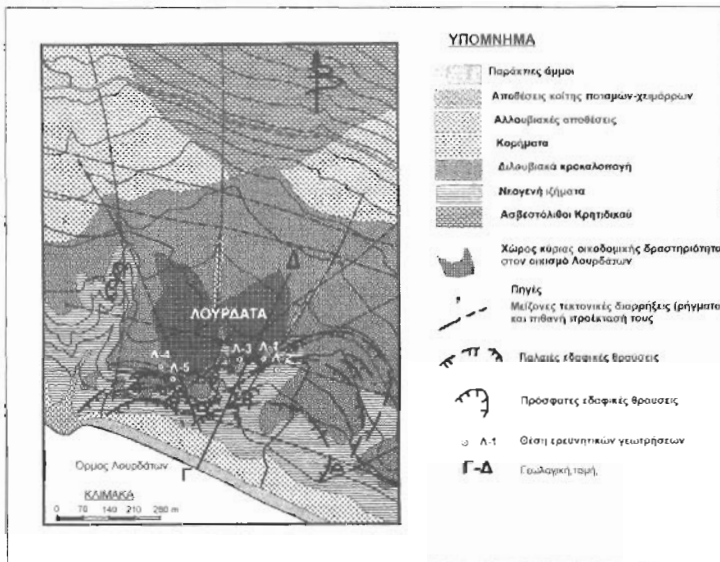 ΥΠΟΜΝΗΜΑ
Παράκτιες άμμοι
Αποθέσεις κοίτης ποταμών-χειμάρρων
Αλλουβιακές αποθέσεις
Κορήματα
Διλουβιακά κροκαλοπαγή
Νεογενή ιζήματα
Ασβεστόλιθοι Κρητιδικού
Χώρος κύριας οικοδομικής δραστηριότητα
στον οικισμό Λουρδάτων
Πηγές
Μείζονες τεκτονικές διαρρήξεις (ρήγματα
και πιθανή προέκτασή τους
Παλαιές εδαφικές θραύσεις
Πρόσφατες εδαφικές θραύσεις
Λ-1 Θέση ερευνητικών γεωτρήσεων
Γ-Δ Γεωλογική τομή
Δ
ΛΟΥΡΔΑΤΑ
Λ-4
Λ-5
Λ-3
Λ-1
Λ-2
Γ
Όρμος Λουρδάτων
ΚΛΙΜΑΚΑ
0 70 140 210 280 m